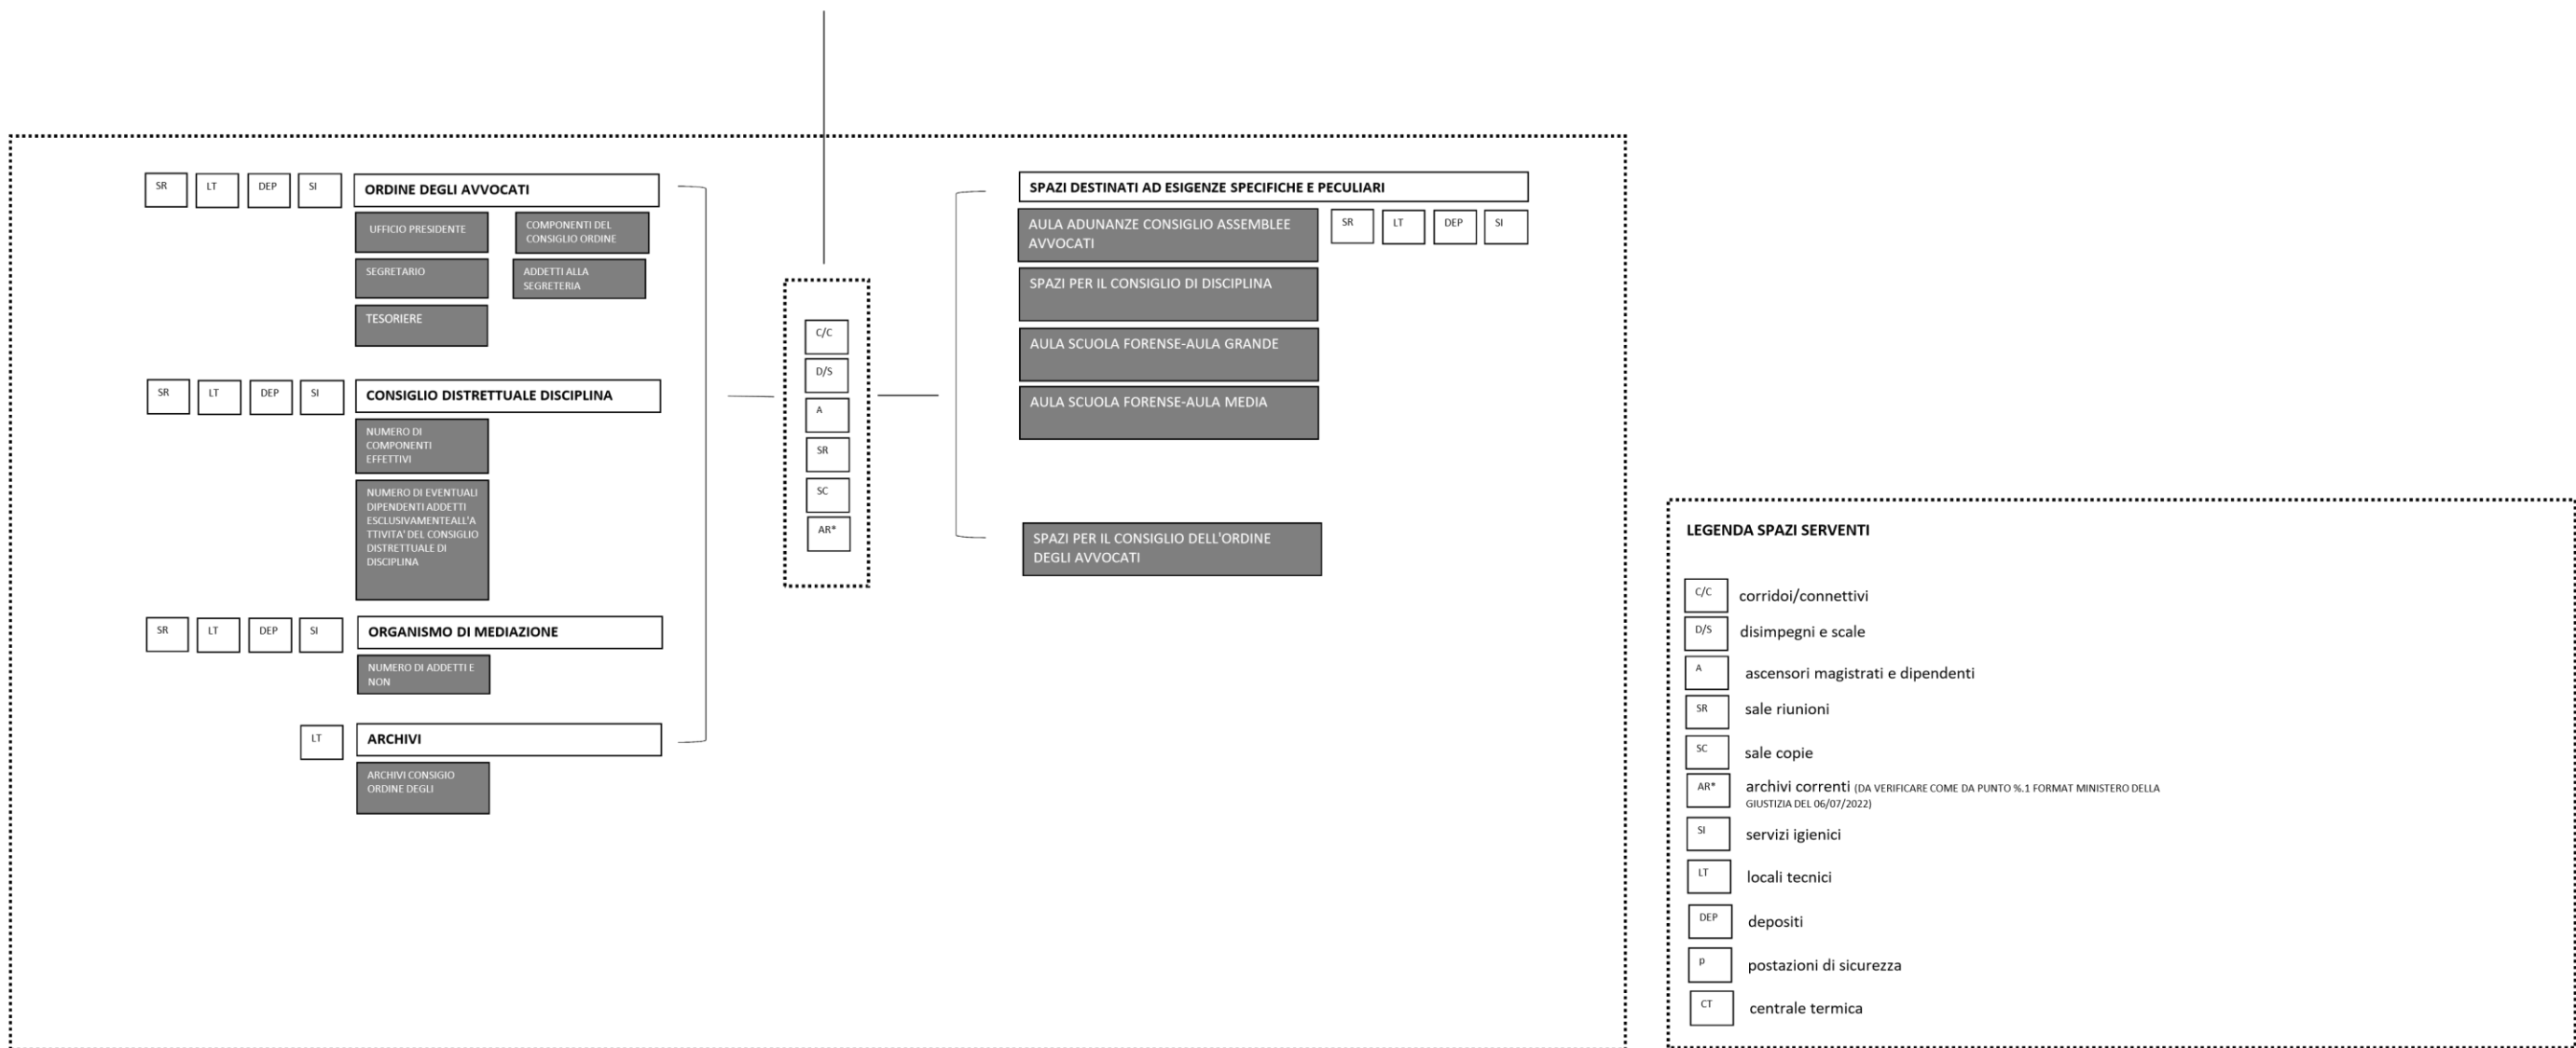 SR LT DEP SI ORDINE DEGLI AVVOCATI
UFFICIO PRESIDENTE
COMPONENTI DEL
CONSIGLIO ORDINE
SEGRETARIO
ADDETTI ALLA
SEGRETERIA
TESORIERE
SR LT DEP SI CONSIGLIO DISTRETTUALE DISCIPLINA
NUMERO DI
COMPONENTI
EFFETTIVI
NUMERO DI EVENTUALI
DIPENDENTI ADDETTI
ESCLUSIVAMENTEALL'A
TTIVITA' DEL CONSIGLIO
DISTRETTUALE DI
DISCIPLINA
SR LT DEP SI ORGANISMO DI MEDIAZIONE
NUMERO DI ADDETTI E
NON
LT ARCHIVI
ARCHIVI CONSIGIO
ORDINE DEGLI
C/C
D/S
A
SR
SC
AR*
SPAZI DESTINATI AD ESIGENZE SPECIFICHE E PECULIARI
AULA ADUNANZE CONSIGLIO ASSEMBLEE
AVVOCATI
SR LT DEP SI
SPAZI PER IL CONSIGLIO DI DISCIPLINA
AULA SCUOLA FORENSE-AULA GRANDE
AULA SCUOLA FORENSE-AULA MEDIA
SPAZI PER IL CONSIGLIO DELL'ORDINE
DEGLI AVVOCATI
LEGENDA SPAZI SERVENTI
C/C corridoi/connettivi
D/S disimpegni e scale
A ascensori magistrati e dipendenti
SR sale riunioni
SC sale copie
AR* archivi correnti (DA VERIFICARE COME DA PUNTO %.1 FORMAT MINISTERO DELLA
GIUSTIZIA DEL 06/07/2022)
SI servizi igienici
LT locali tecnici
DEP depositi
p postazioni di sicurezza
CT centrale termica